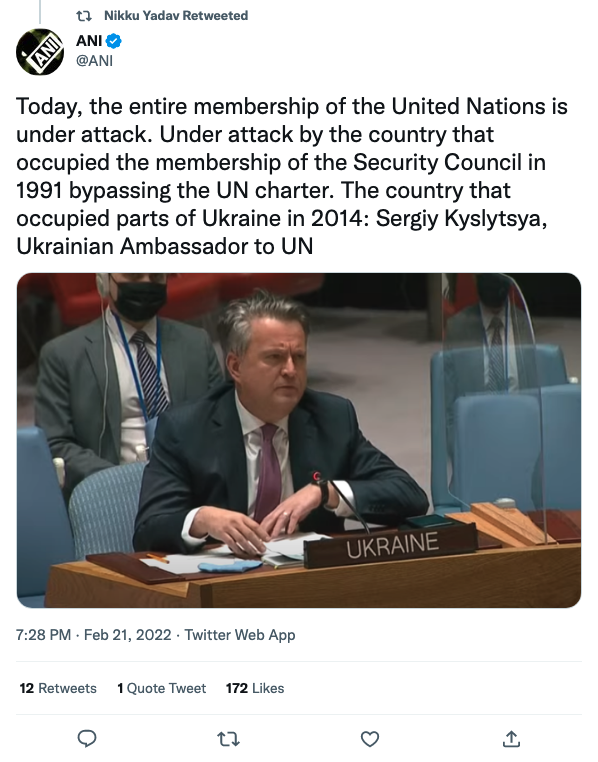 Nikku Yadav Retweeted
ANI
ANI
@ANI
Today, the entire membership of the United Nations is
under attack. Under attack by the country that
occupied the membership of the Security Council in
1991 bypassing the UN charter. The country that
occupied parts of Ukraine in 2014: Sergiy Kyslytsya,
Ukrainian Ambassador to UN
UKRAINE
7:28 PM · Feb 21, 2022 · Twitter Web App
12 Retweets 1 Quote Tweet 172 Likes